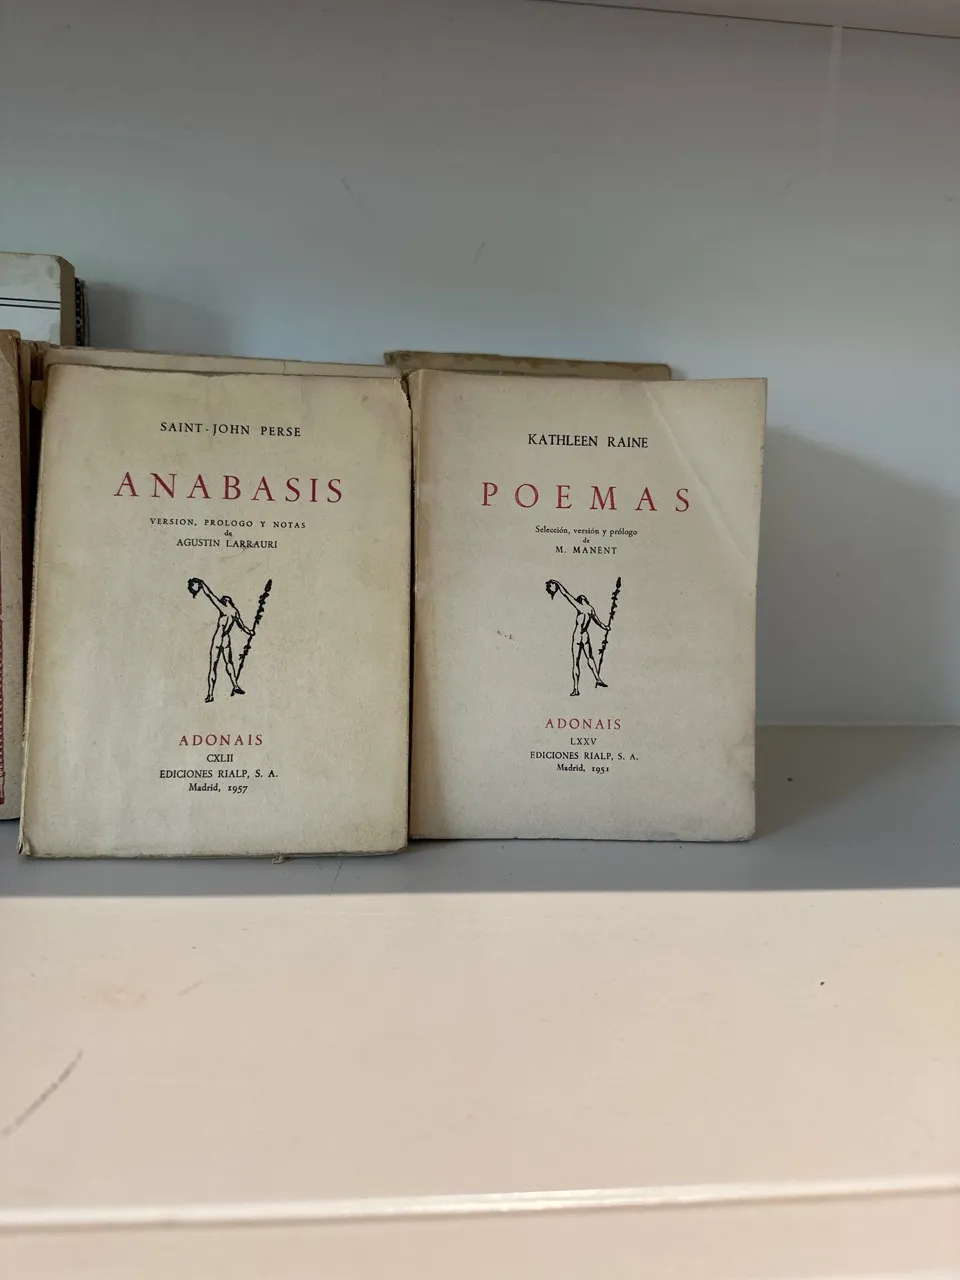 SAINT-JOHN PERSE
ANABASIS
VERSION, PROLOGO Y NOTAS
de
AGUSTIN LARRAURI
ADONAIS
CXLII
EDICIONES RIALP, S. A.
Madrid, 1957
KATHLEEN RAINE
POEMAS
Selección, versión y prólogo
de
M. MANENT
ADONAIS
LXXV
EDICIONES RIALP, S. A.
Madrid, 1951